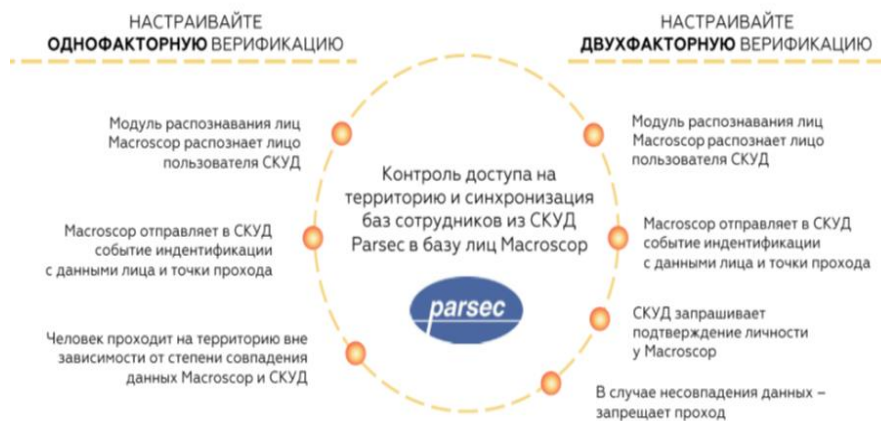 НАСТРАИВАЙТЕ
ОДНОФАКТОРНУЮ ВЕРИФИКАЦИЮ
Модуль распознавания лиц
Macroscop распознает лицо
пользователя СКУД
Macroscop отправляет в СКУД
событие индентификации
с данными лица и точки прохода
Человек проходит на территорию вне
зависимости от степени совпадения
данных Macroscop и СКУД
Контроль доступа на
территорию и синхронизация
баз сотрудников из СКУД
Parsec в базу лиц Macroscop
parsec
НАСТРАИВАЙТЕ
ДВУХФАКТОРНУЮ ВЕРИФИКАЦИЮ
Модуль распознавания лиц
Macroscop распознает лицо
пользователя СКУД
Macroscop отправляет в СКУД
событие индентификации
с данными лица и точки прохода
СКУД запрашивает
подтверждение личности
у Macroscop
В случае несовпадения данных –
запрещает проход